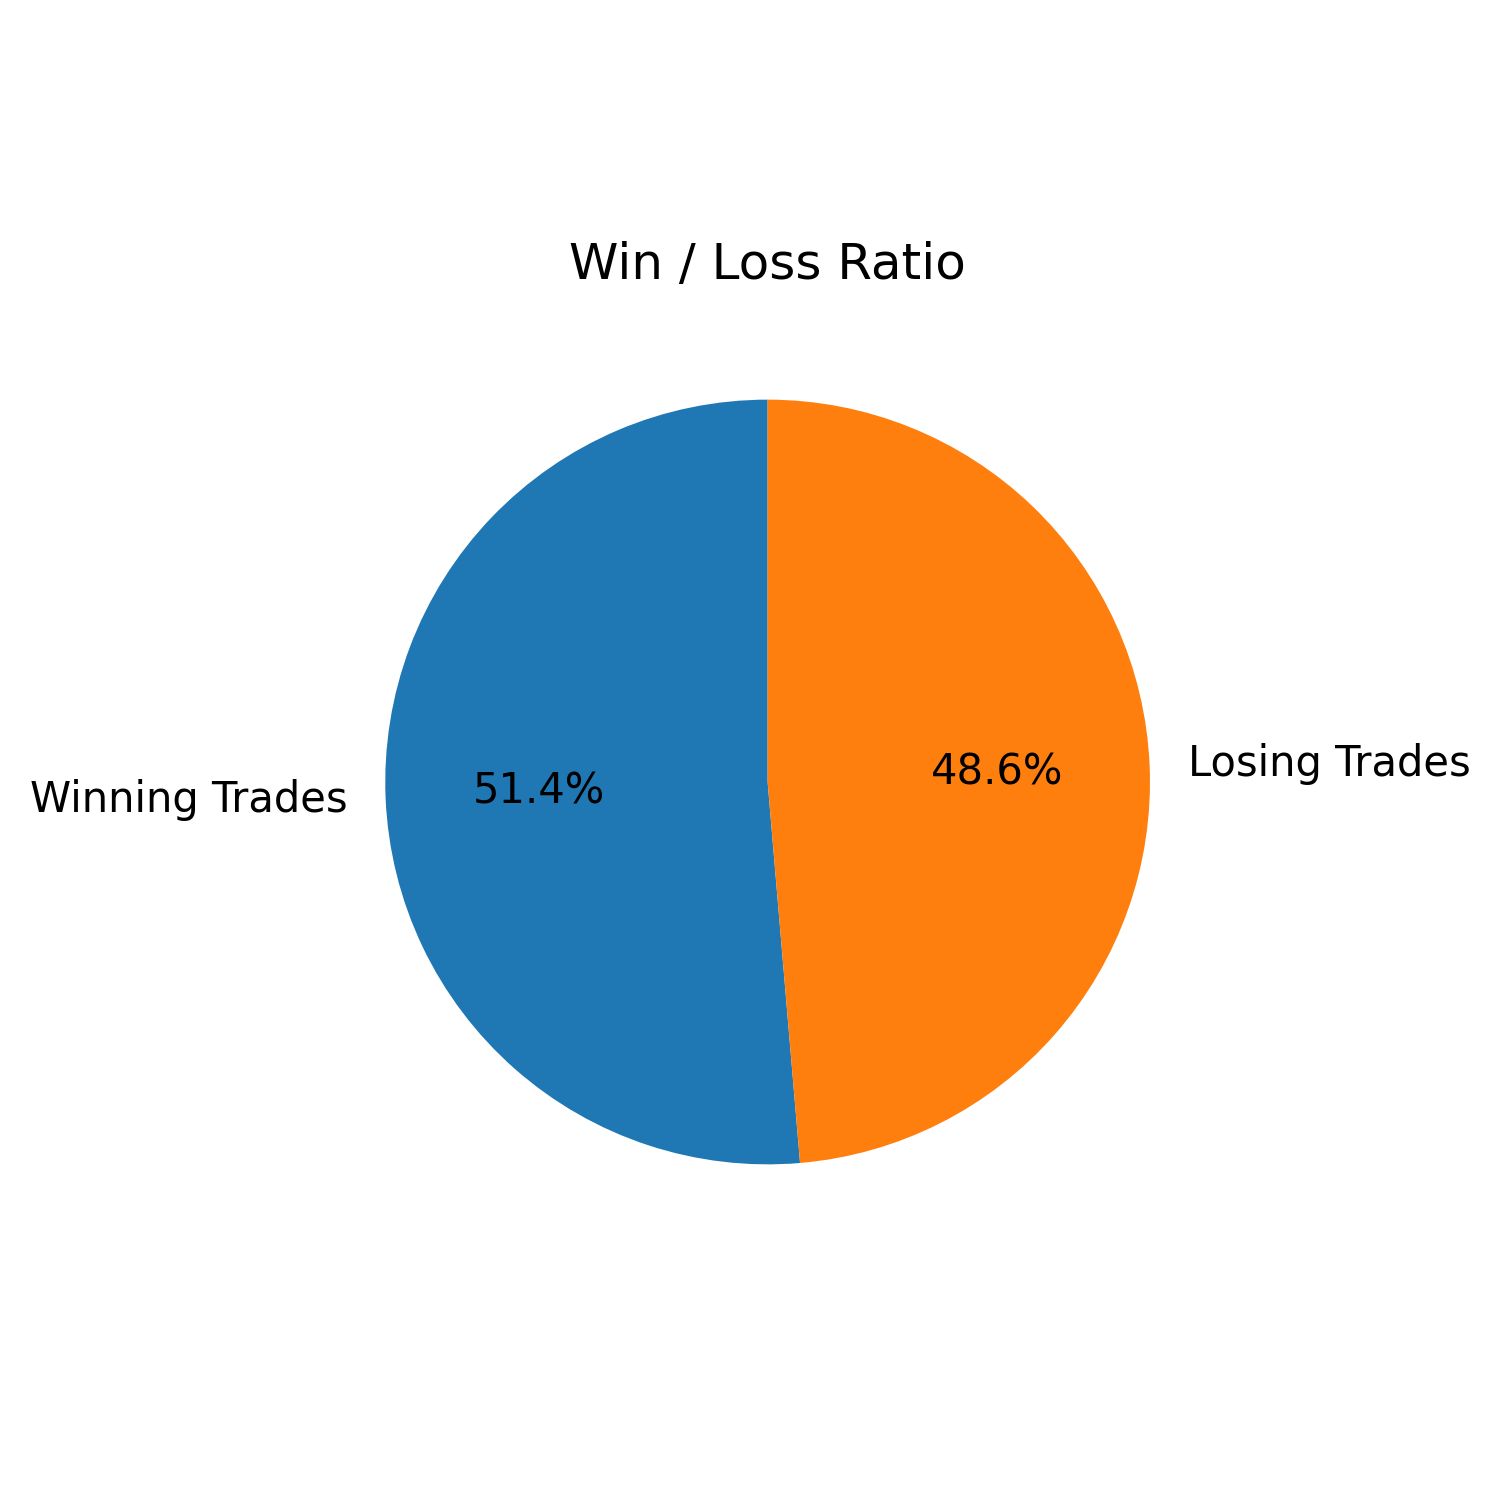 Win / Loss Ratio
Winning Trades
51.4%
48.6%
Losing Trades